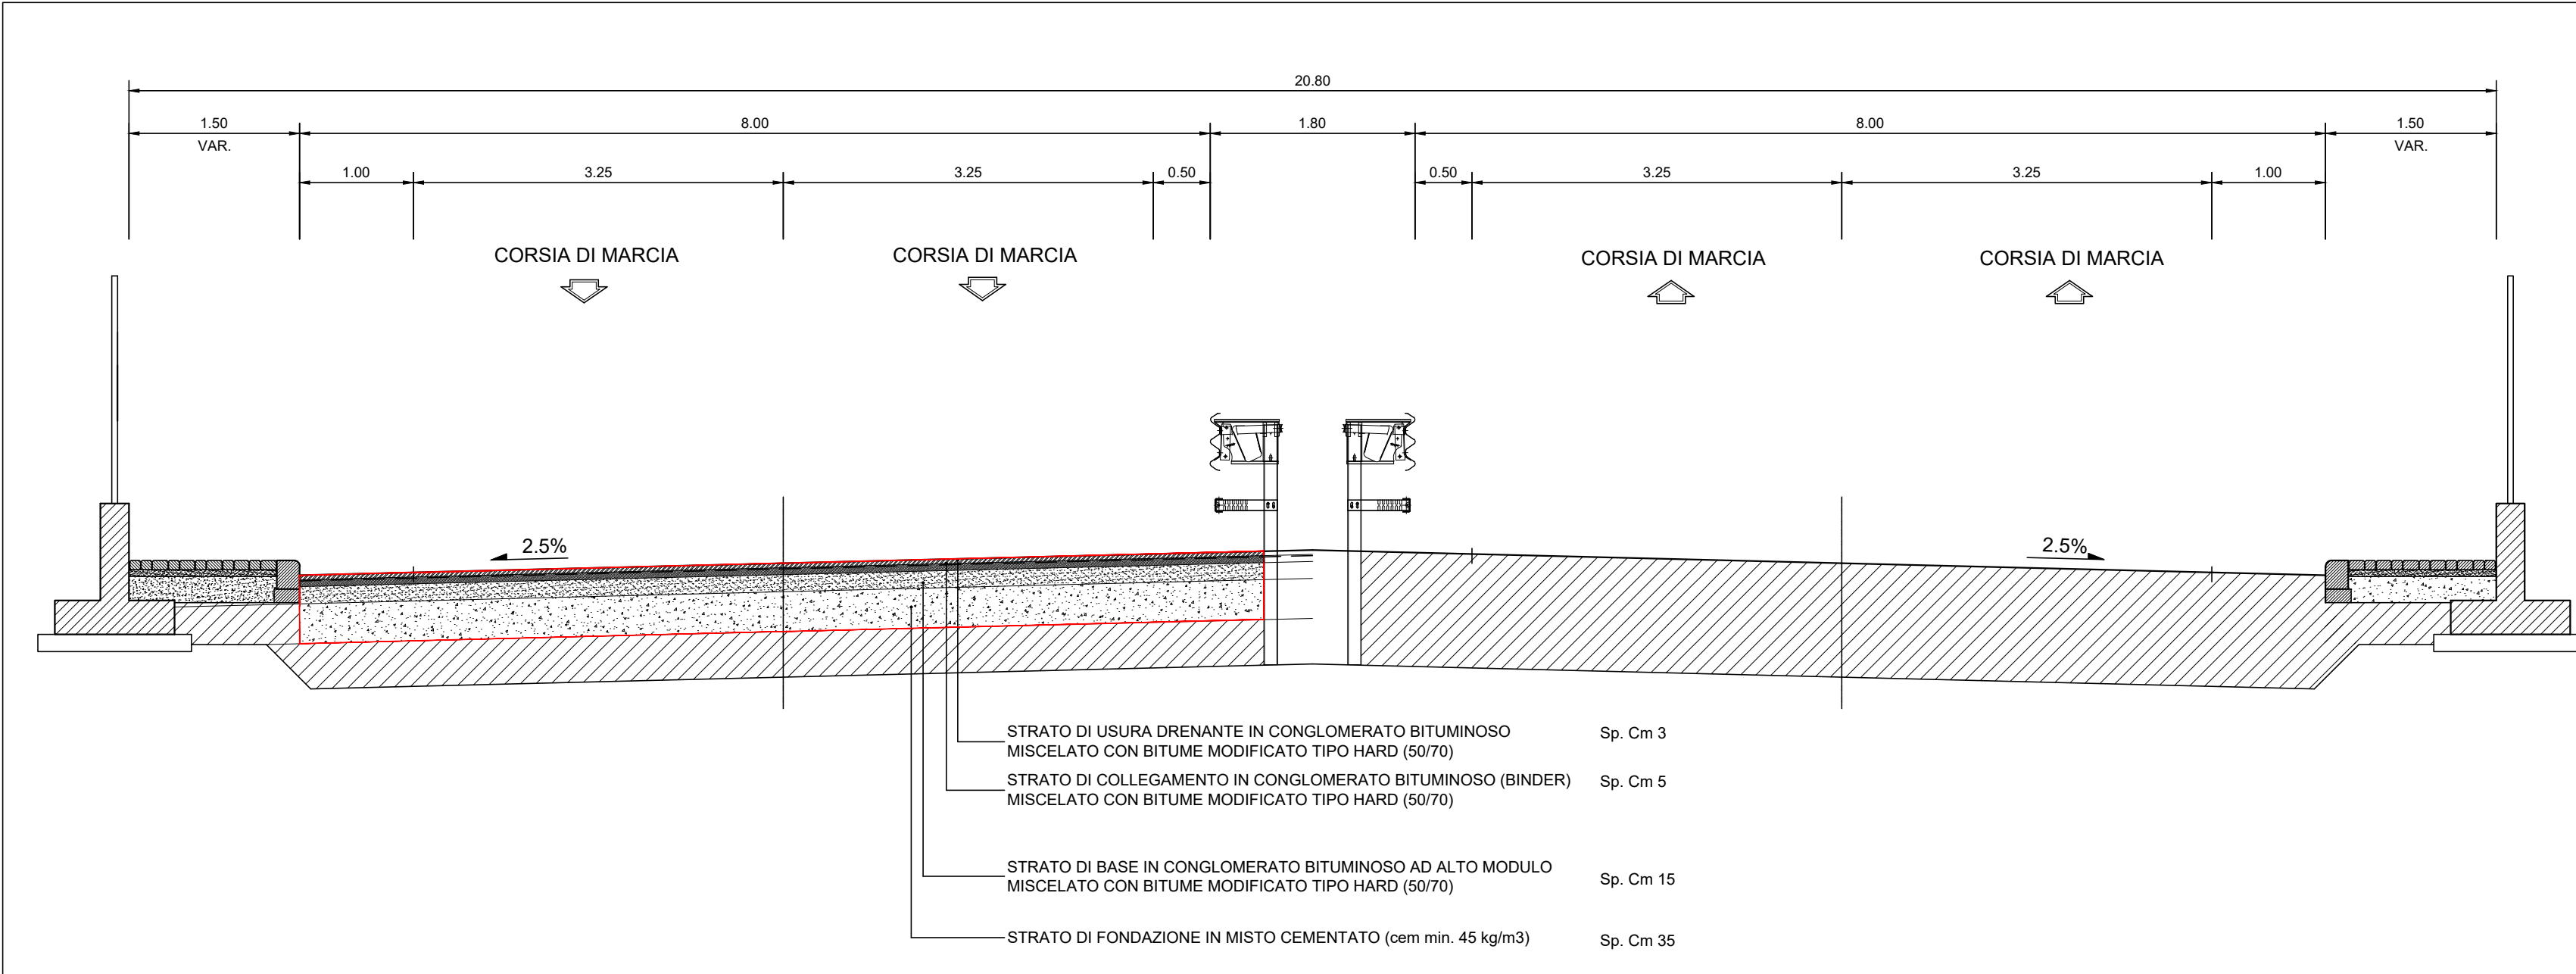 20.80
1.50
8.00
1.80
8.00
1.50
VAR.
VAR.
1.00
3.25
3.25
0.50
0.50
3.25
3.25
1.00
CORSIA DI MARCIA
CORSIA DI MARCIA
CORSIA DI MARCIA
CORSIA DI MARCIA
2.5%
2.5%
STRATO DI USURA DRENANTE IN CONGLOMERATO BITUMINOSO
MISCELATO CON BITUME MODIFICATO TIPO HARD (50/70)
Sp. Cm 3
STRATO DI COLLEGAMENTO IN CONGLOMERATO BITUMINOSO (BINDER)
MISCELATO CON BITUME MODIFICATO TIPO HARD (50/70)
Sp. Cm 5
STRATO DI BASE IN CONGLOMERATO BITUMINOSO AD ALTO MODULO
MISCELATO CON BITUME MODIFICATO TIPO HARD (50/70)
Sp. Cm 15
STRATO DI FONDAZIONE IN MISTO CEMENTATO (cem min. 45 kg/m3)
Sp. Cm 35